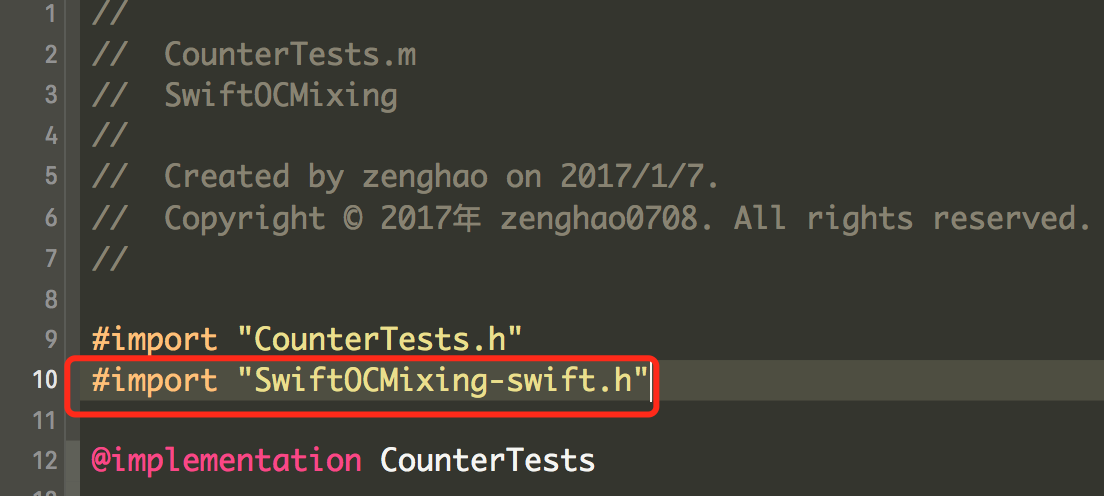 1 //
2 //  CounterTests.m
3 //  SwiftOCMixing
4 //
5 //  Created by zenghao on 2017/1/7.
6 //  Copyright © 2017年 zenghao0708. All rights reserved.
7 //
8
9 #import "CounterTests.h"
10 #import "SwiftOCMixing-swift.h"
11
12 @implementation CounterTests